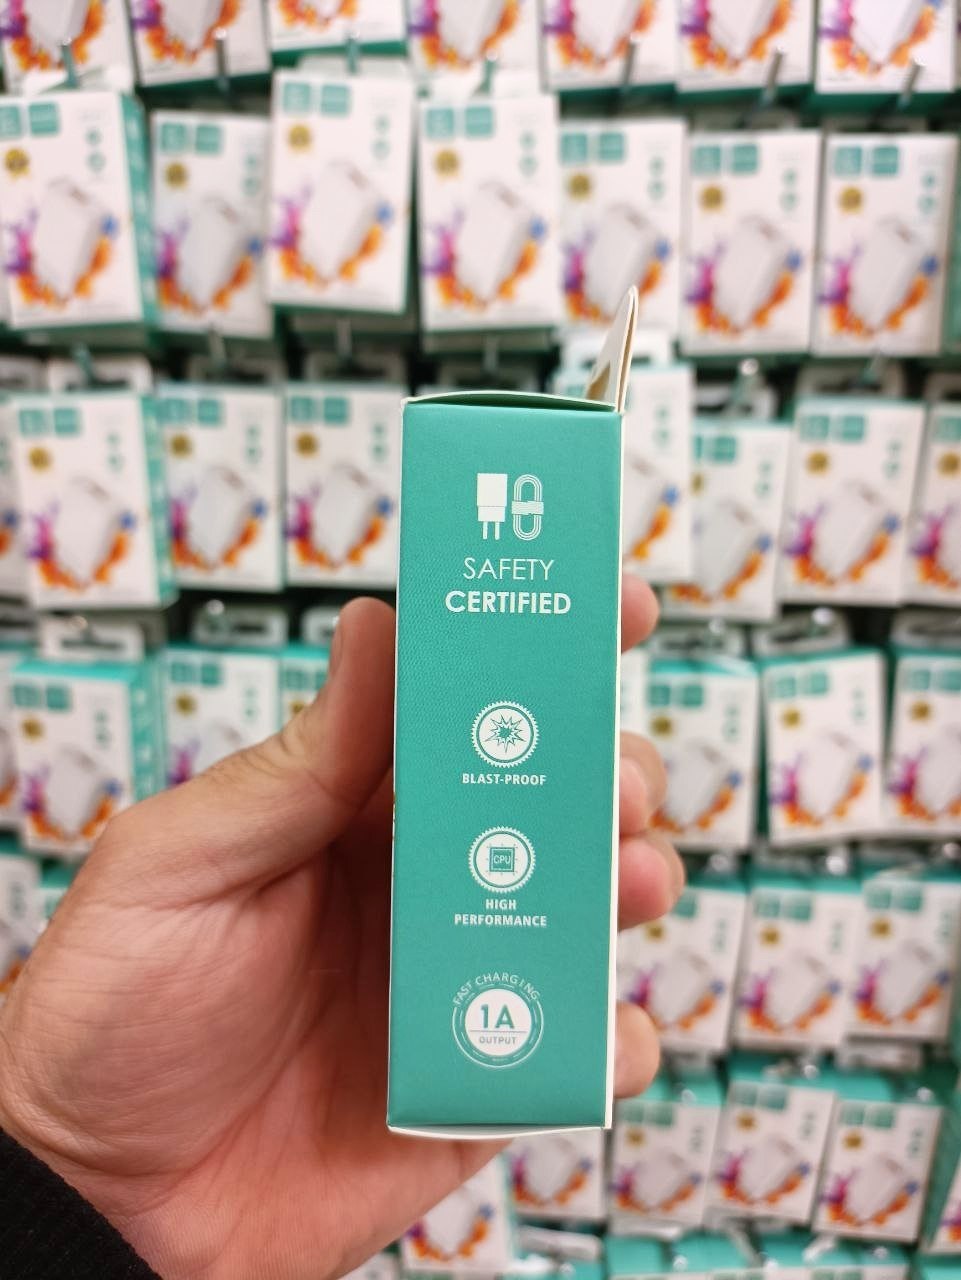 SAFETY
CERTIFIED
BLAST-PROOF
CPU
HIGH
PERFORMANCE
FAST CHARGING
1A
OUTPUT